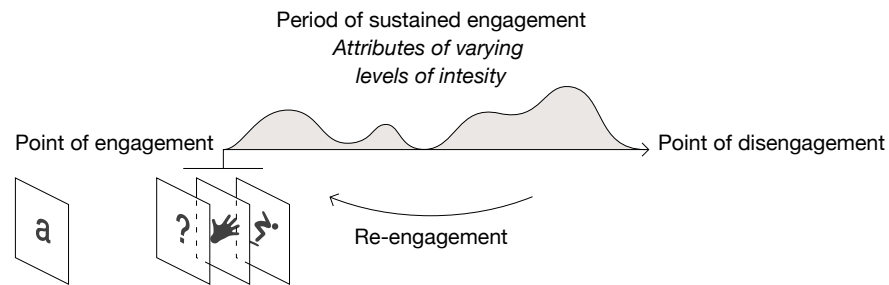 Period of sustained engagement
Attributes of varying
levels of intesity
Point of engagement
Point of disengagement
a
?
Re-engagement